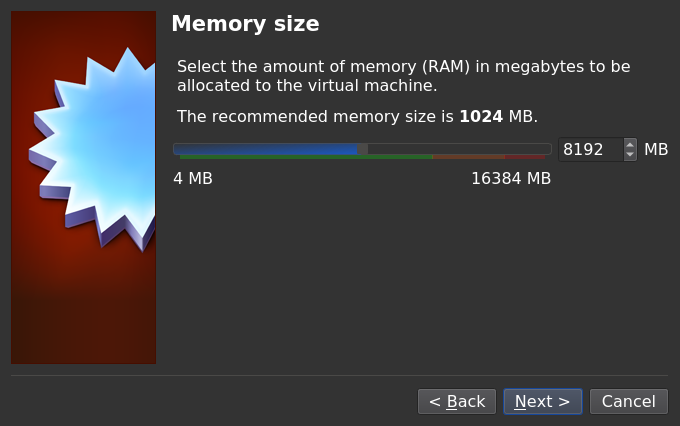 Memory size
Select the amount of memory (RAM) in megabytes to be
allocated to the virtual machine.
The recommended memory size is 1024 MB.
8192 MB
4 MB 16384 MB
< Back Next > Cancel